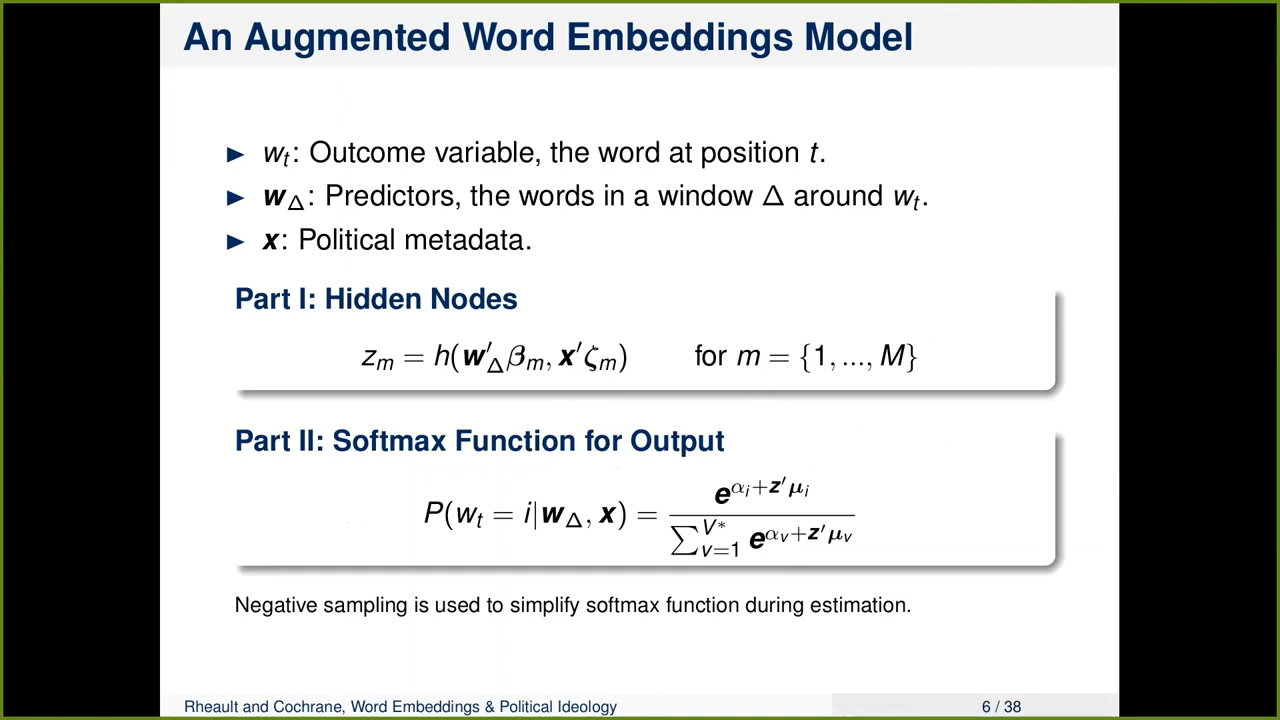 An Augmented Word Embeddings Model
▶ wₜ: Outcome variable, the word at position t.
▶ w_Δ: Predictors, the words in a window Δ around wₜ.
▶ x: Political metadata.
Part I: Hidden Nodes
z_m = h(w′_Δ β_m, x′ζ_m) for m = {1, ..., M}
Part II: Softmax Function for Output
P(wₜ = i|w_Δ, x) = e^{α_i+z′μ_i} / ∑_{v=1}^{V*} e^{α_v+z′μ_v}
Negative sampling is used to simplify softmax function during estimation.
Rheault and Cochrane, Word Embeddings & Political Ideology 6 / 38